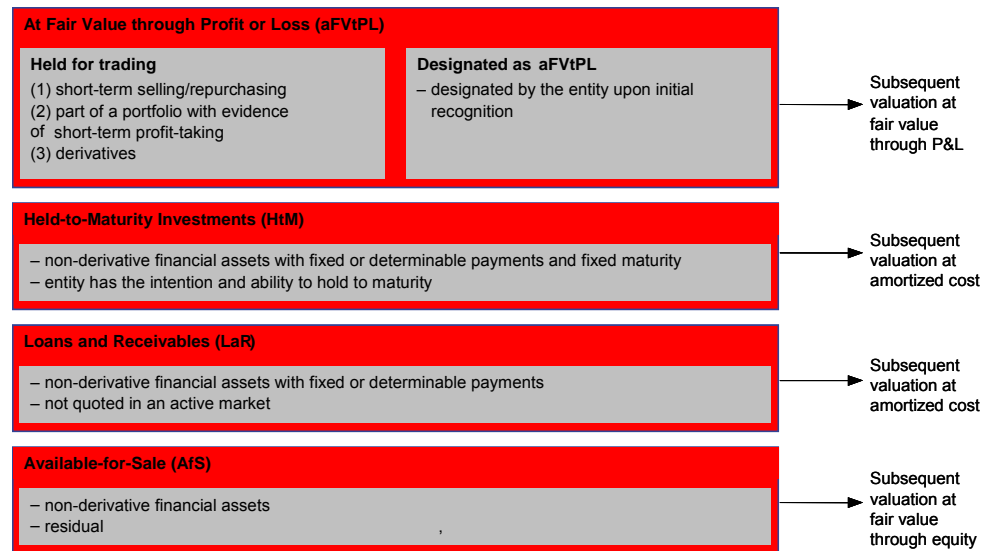 At Fair Value through Profit or Loss (aFVtPL)
Held for trading
(1) short-term selling/repurchasing
(2) part of a portfolio with evidence
of short-term profit-taking
(3) derivatives
Designated as aFVtPL
– designated by the entity upon initial
recognition
Subsequent
valuation at
fair value
through P&L
Held-to-Maturity Investments (HtM)
– non-derivative financial assets with fixed or determinable payments and fixed maturity
– entity has the intention and ability to hold to maturity
Subsequent
valuation at
amortized cost
Loans and Receivables (LaR)
– non-derivative financial assets with fixed or determinable payments
– not quoted in an active market
Subsequent
valuation at
amortized cost
Available-for-Sale (AfS)
– non-derivative financial assets
– residual ,
Subsequent
valuation at
fair value
through equity